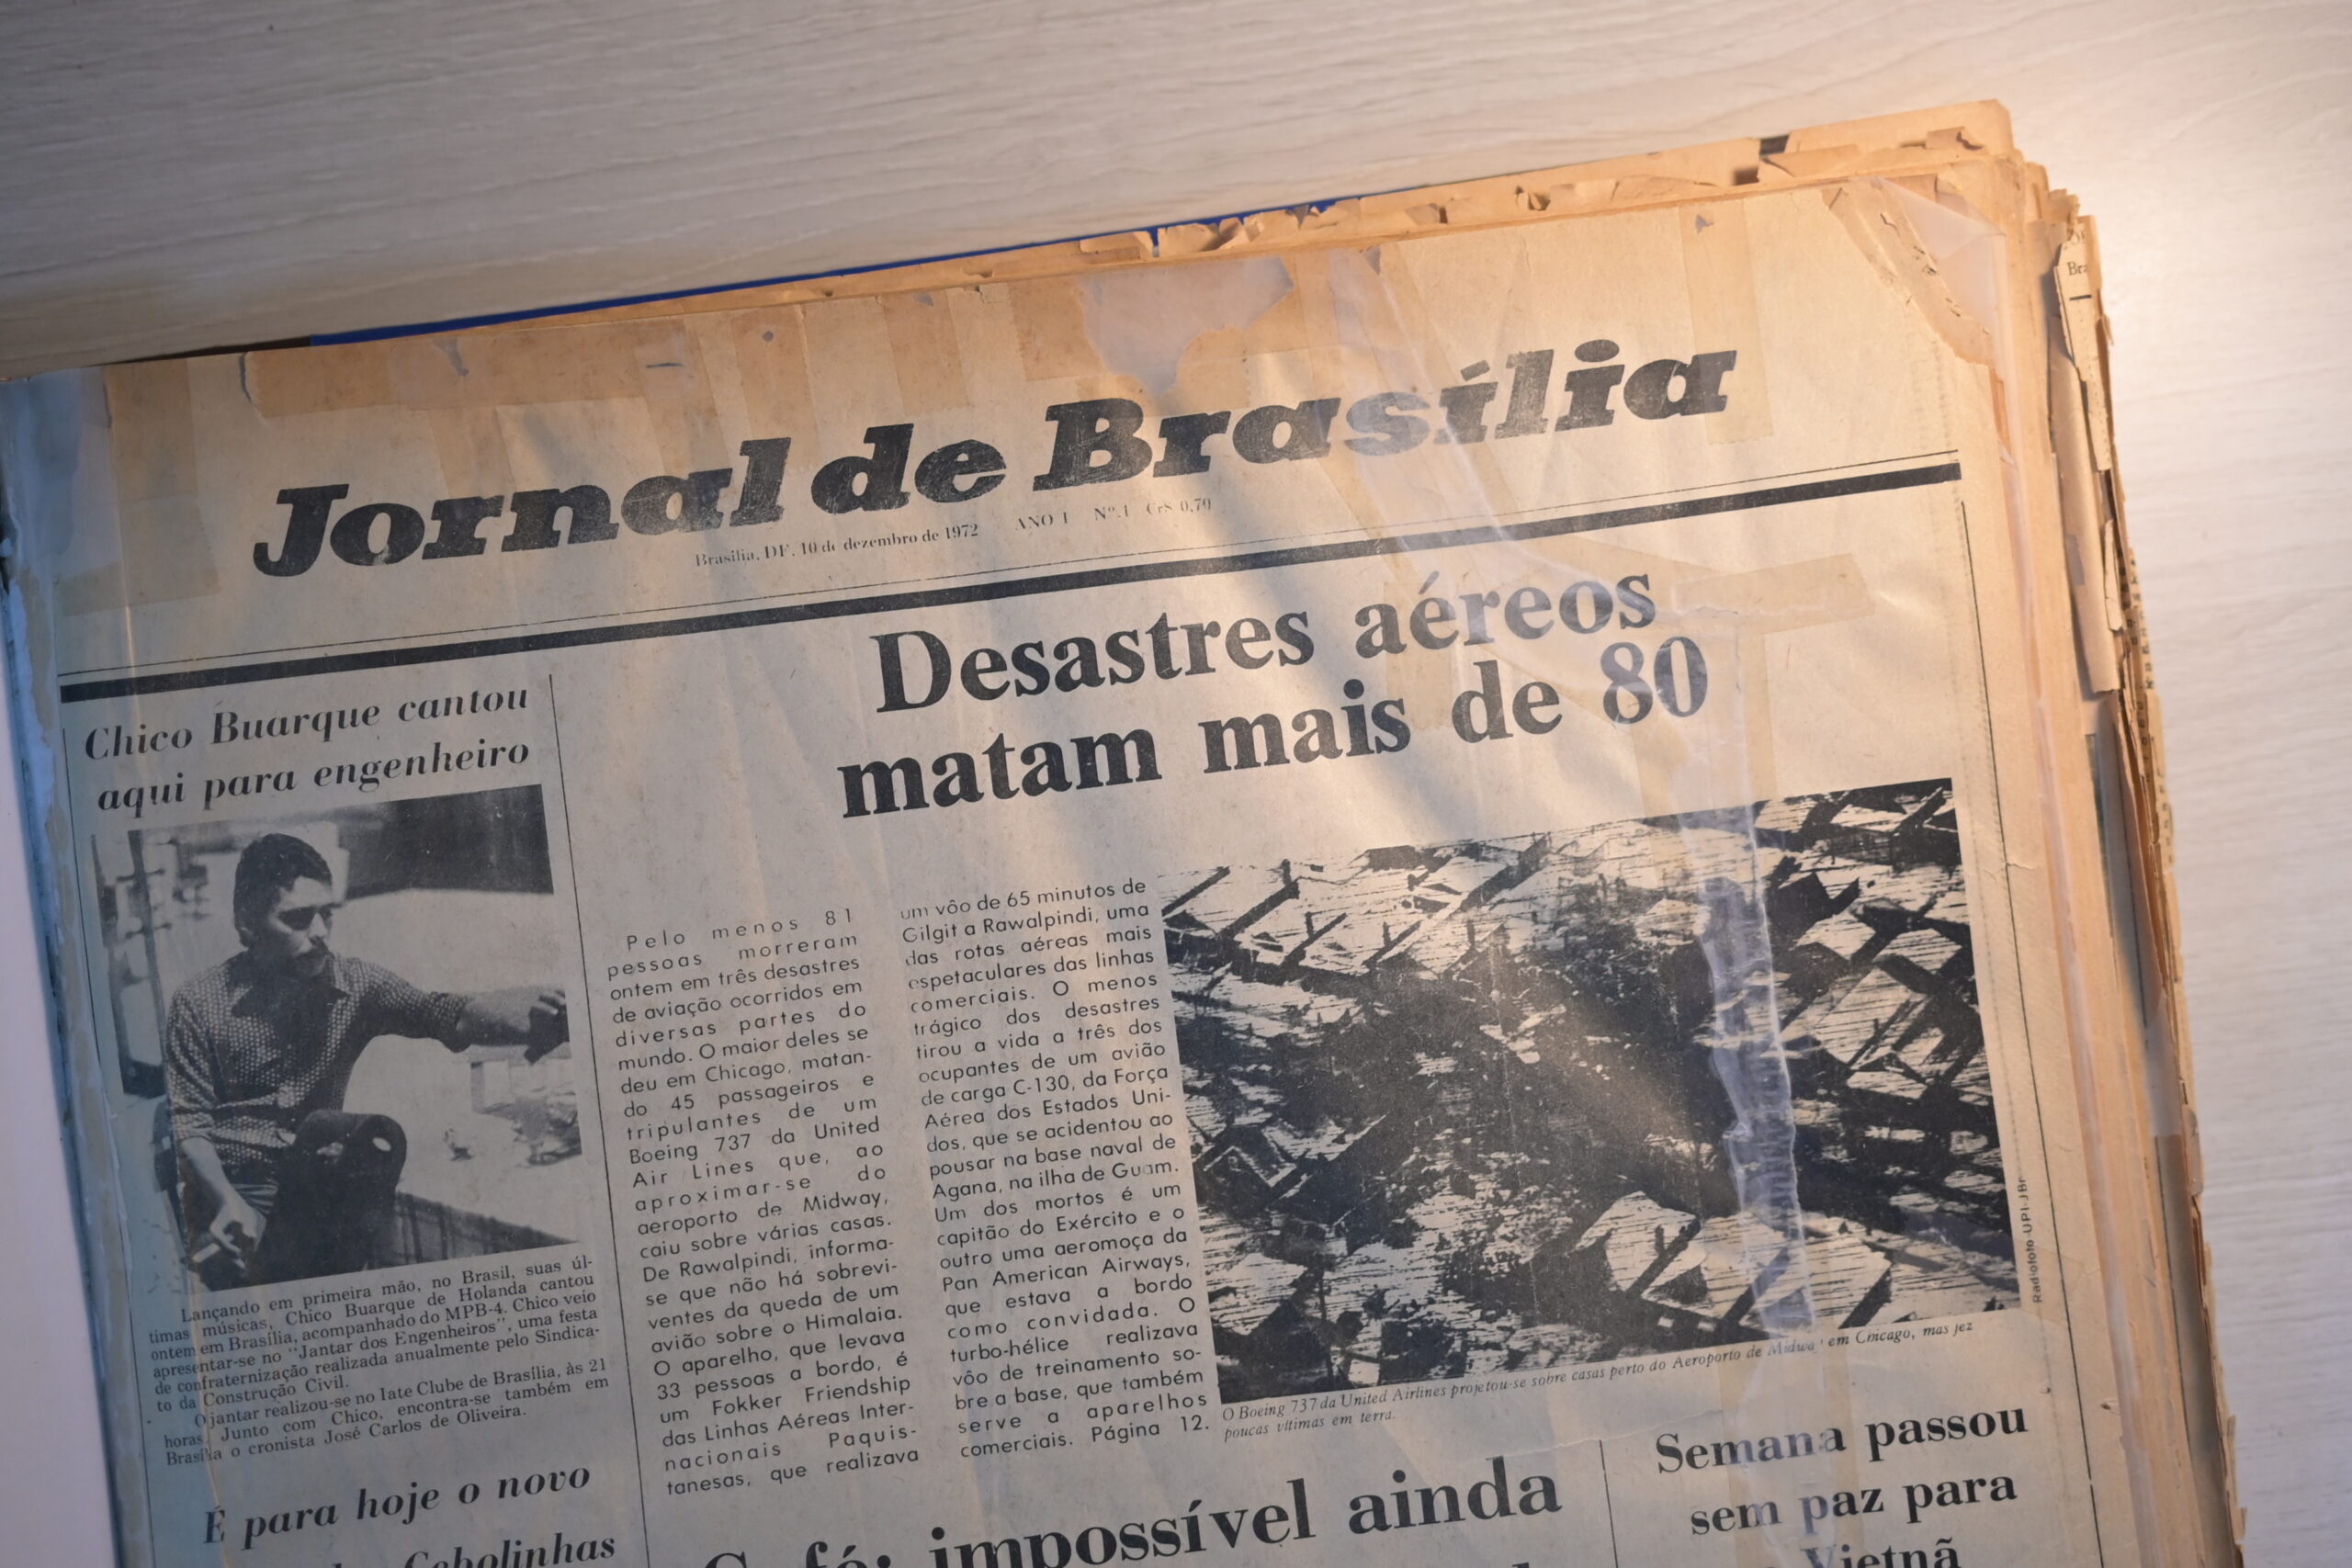 Jornal de Brasília
Brasília, DF, 10 de dezembro de 1972 ANO I Nº.1 Cr$ 0,70
Chico Buarque cantou
aqui para engenheiro
Lançando em primeira mão, no Brasil, suas úl-
timas músicas, Chico Buarque de Holanda cantou
ontem em Brasília, acompanhado do MPB-4. Chico veio
apresentar-se no "Jantar dos Engenheiros", uma festa
de confraternização realizada anualmente pelo Sindica-
to da Construção Civil.
O jantar realizou-se no Iate Clube de Brasília, às 21
horas. Junto com Chico, encontra-se também em
Brasília o cronista José Carlos de Oliveira.
É para hoje o novo
Cebolinhas
Desastres aéreos
matam mais de 80
Pelo menos 81
pessoas morreram
ontem em três desastres
de aviação ocorridos em
diversas partes do
mundo. O maior deles se
deu em Chicago, matan-
do 45 passageiros e
tripulantes de um
Boeing 737 da United
Air Lines que, ao
aproximar-se do
aeroporto de Midway,
caiu sobre várias casas.
De Rawalpindi, informa-
se que não há sobrevi-
ventes da queda de um
avião sobre o Himalaia.
O aparelho, que levava
33 pessoas a bordo, é
um Fokker Friendship
das Linhas Aéreas Inter-
nacionais Paquis-
tanesas, que realizava
um vôo de 65 minutos de
Gilgit a Rawalpindi, uma
das rotas aéreas mais
espetaculares das linhas
comerciais. O menos
trágico dos desastres
tirou a vida a três dos
ocupantes de um avião
de carga C-130, da Força
Aérea dos Estados Uni-
dos, que se acidentou ao
pousar na base naval de
Agana, na ilha de Guam.
Um dos mortos é um
capitão do Exército e o
outro uma aeromoça da
Pan American Airways,
que estava a bordo
como convidada. O
turbo-hélice realizava
vôo de treinamento so-
bre a base, que também
serve a aparelhos
comerciais. Página 12.
Radiofoto UPI-JBr
O Boeing 737 da United Airlines projetou-se sobre casas perto do Aeroporto de Midway em Chicago, mas fez
poucas vítimas em terra.
impossível ainda
Semana passou
sem paz para
Vietnã
Bra